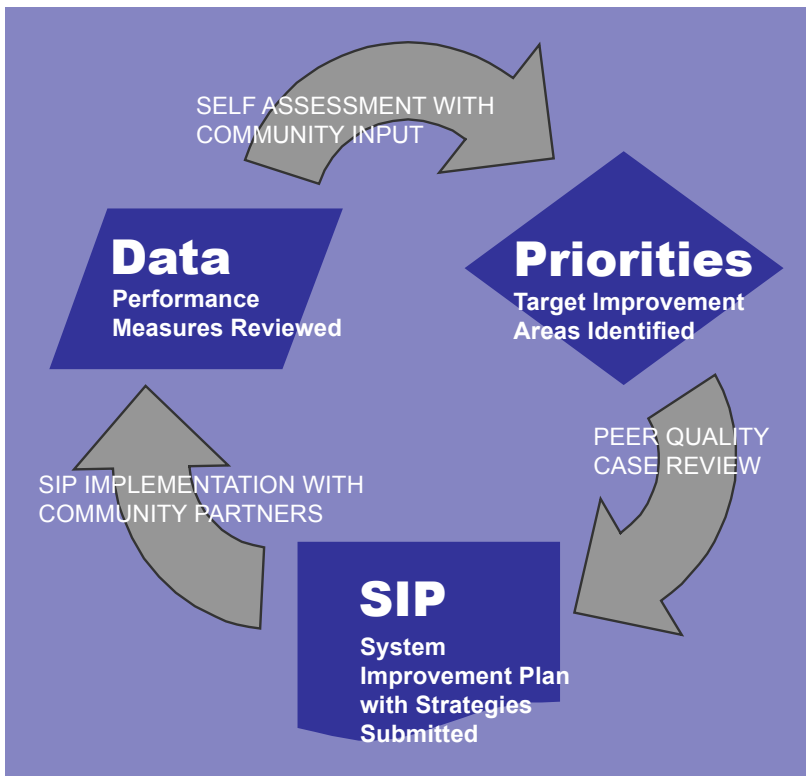 SELF ASSESSMENT WITH
COMMUNITY INPUT
Data
Performance
Measures Reviewed
Priorities
Target Improvement
Areas Identified
PEER QUALITY
CASE REVIEW
SIP IMPLEMENTATION WITH
COMMUNITY PARTNERS
SIP
System
Improvement Plan
with Strategies
Submitted